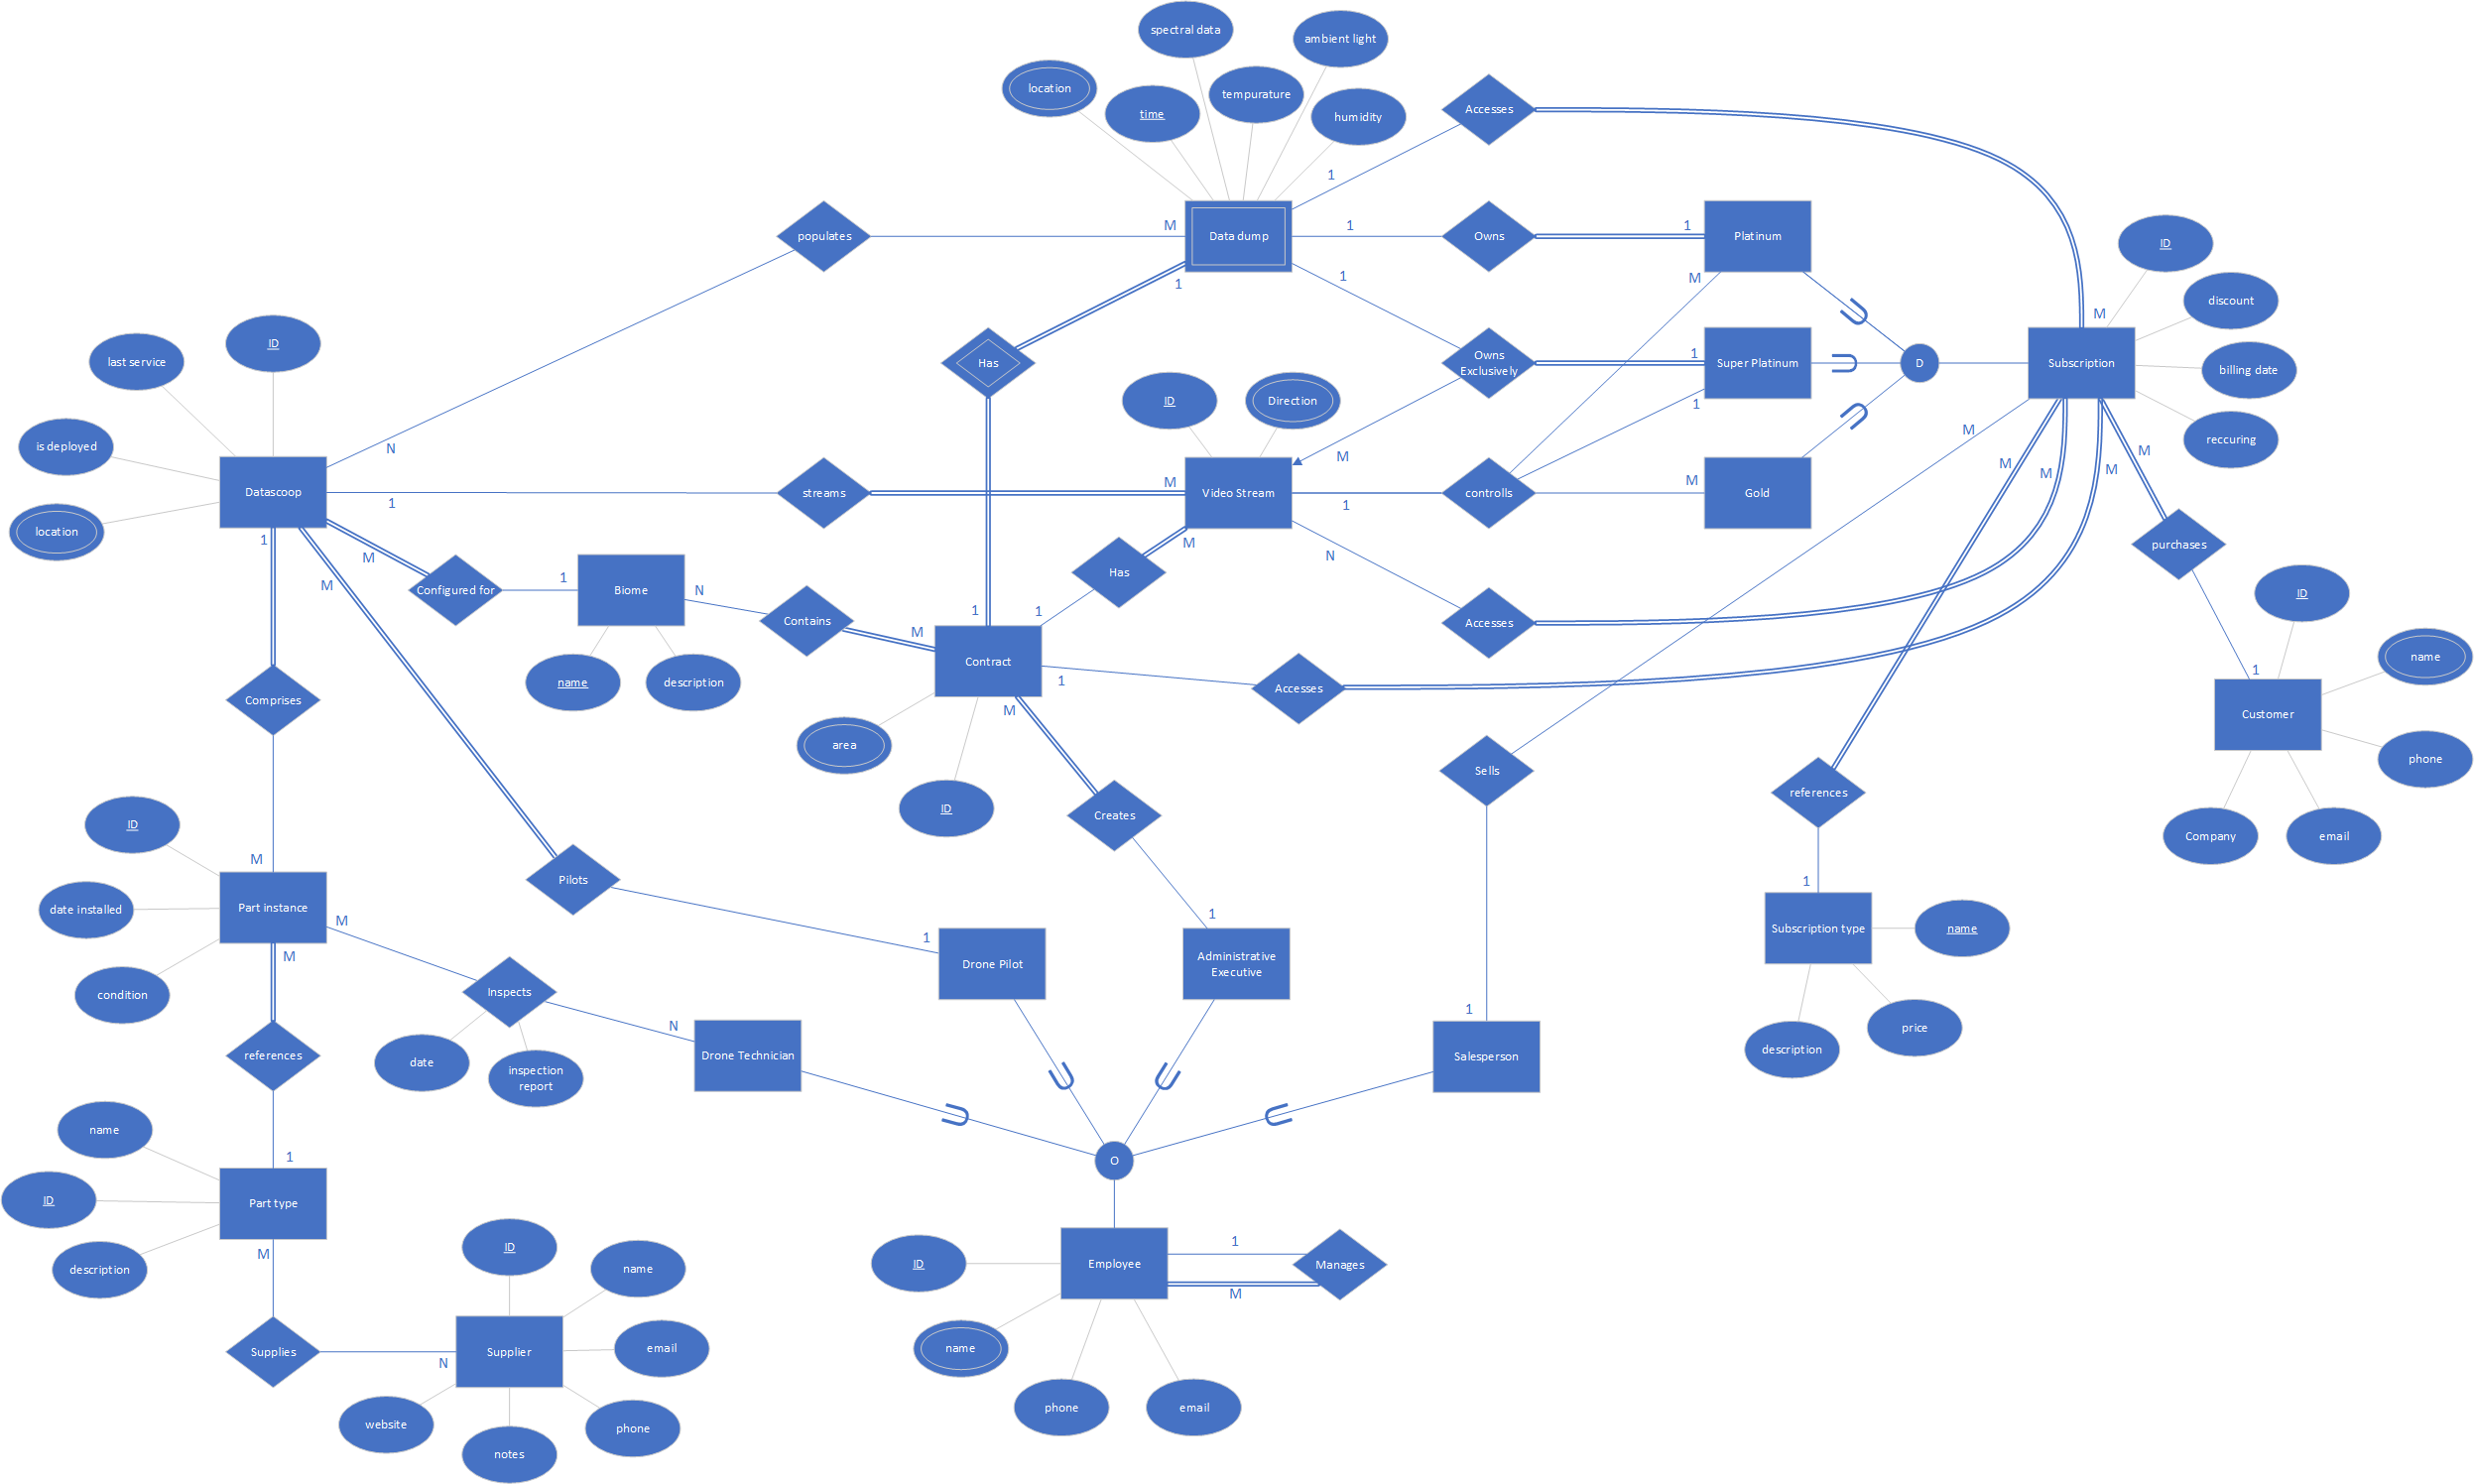 spectral data
ambient light
location
tempurature
time
humidity
Accesses
1
populates
M
Data dump
1
Owns
1
Platinum
ID
1
1
M
discount
last service
ID
Has
Owns
Exclusively
1
Super Platinum
D
Subscription
M
billing date
ID
Direction
1
is deployed
N
M
M
reccuring
Datascoop
1
streams
M
Video Stream
1
controlls
M
Gold
M
M
M
M
location
1
M
M
Has
M
N
purchases
M
Configured for
1
Biome
N
Contains
M
1
1
Accesses
ID
name
description
Contract
1
Accesses
name
1
Comprises
area
M
Customer
ID
Creates
Sells
references
phone
Company
email
ID
M
Pilots
1
date installed
Part instance
M
M
1
Drone Pilot
1
Administrative
Executive
Subscription type
name
condition
Inspects
N
1
price
references
date
inspection
report
Drone Technician
Salesperson
description
name
1
O
ID
Part type
description
M
ID
name
ID
Employee
1
M
Manages
Supplies
N
Supplier
email
name
website
notes
phone
phone
email